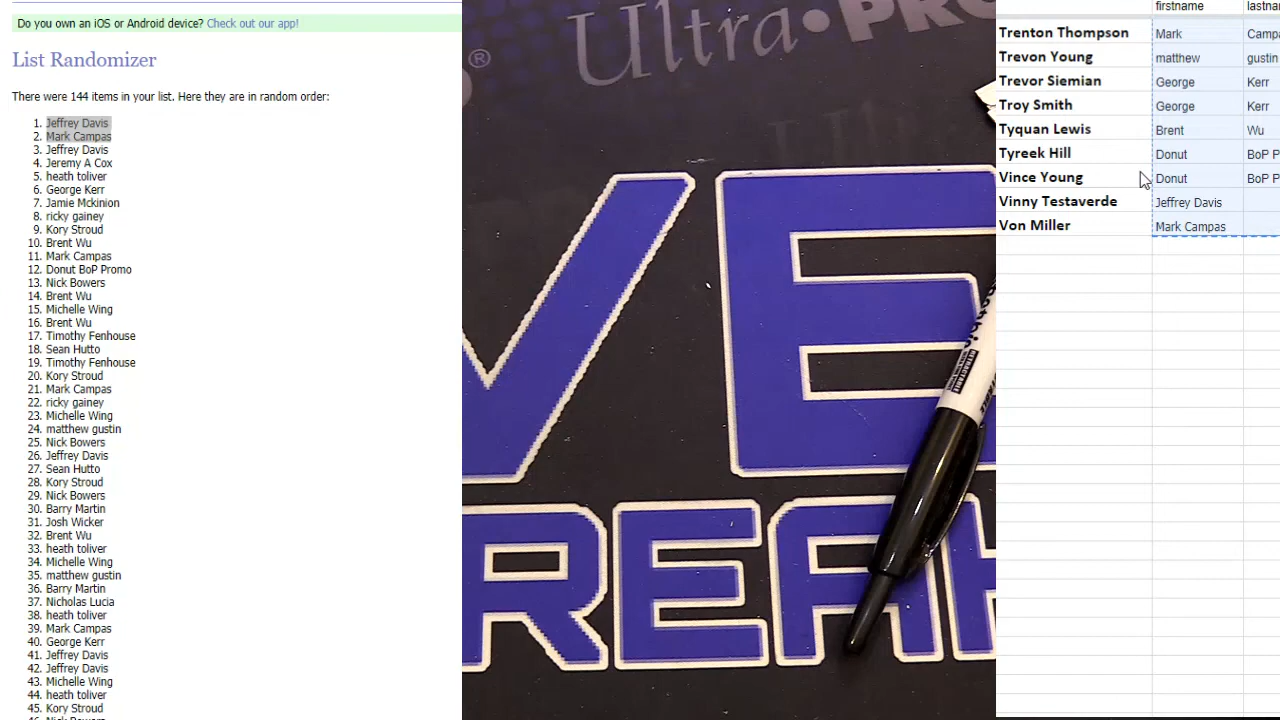 Do you own an iOS or Android device? Check out our app!
List Randomizer
There were 144 items in your list. Here they are in random order:
1. Jeffrey Davis
2. Mark Campas
3. Jeffrey Davis
4. Jeremy A Cox
5. heath toliver
6. George Kerr
7. Jamie Mckinion
8. ricky gainey
9. Kory Stroud
10. Brent Wu
11. Mark Campas
12. Donut BoP Promo
13. Nick Bowers
14. Brent Wu
15. Michelle Wing
16. Brent Wu
17. Timothy Fenhouse
18. Sean Hutto
19. Timothy Fenhouse
20. Kory Stroud
21. Mark Campas
22. ricky gainey
23. Michelle Wing
24. matthew gustin
25. Nick Bowers
26. Jeffrey Davis
27. Sean Hutto
28. Kory Stroud
29. Nick Bowers
30. Barry Martin
31. Josh Wicker
32. Brent Wu
33. heath toliver
34. Michelle Wing
35. matthew gustin
36. Barry Martin
37. Nicholas Lucia
38. heath toliver
39. Mark Campas
40. George Kerr
41. Jeffrey Davis
42. Jeffrey Davis
43. Michelle Wing
44. heath toliver
45. Kory Stroud
46. Nick Bowers
Ultra•PRO
®
VE
REAK
firstname lastna
Trenton Thompson Mark Campa
Trevon Young matthew gustin
Trevor Siemian George Kerr
Troy Smith George Kerr
Tyquan Lewis Brent Wu
Tyreek Hill Donut BoP P
Vince Young Donut BoP P
Vinny Testaverde Jeffrey Davis
Von Miller Mark Campas